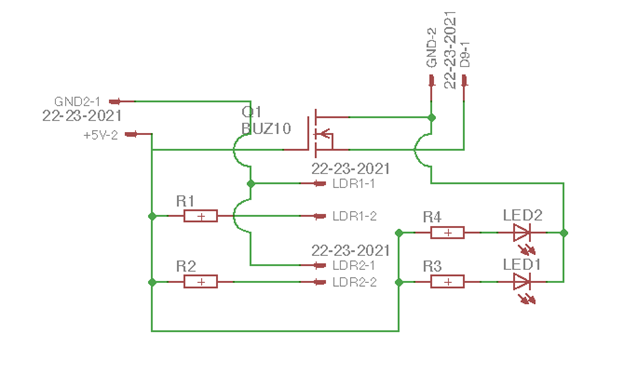 GND-2
22-23-2021
D9-1
GND2-1
22-23-2021
+5V-2
Q1
BUZ10
22-23-2021
LDR1-1
R1
LDR1-2
R4
LED2
22-23-2021
LDR2-1
R2
LDR2-2
R3
LED1